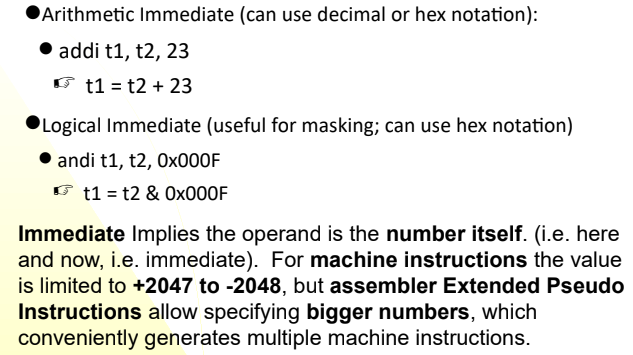 ●Arithmetic Immediate (can use decimal or hex notation):
● addi t1, t2, 23
☞ t1 = t2 + 23
●Logical Immediate (useful for masking; can use hex notation)
● andi t1, t2, 0x000F
☞ t1 = t2 & 0x000F
Immediate Implies the operand is the number itself. (i.e. here
and now, i.e. immediate). For machine instructions the value
is limited to +2047 to -2048, but assembler Extended Pseudo
Instructions allow specifying bigger numbers, which
conveniently generates multiple machine instructions.